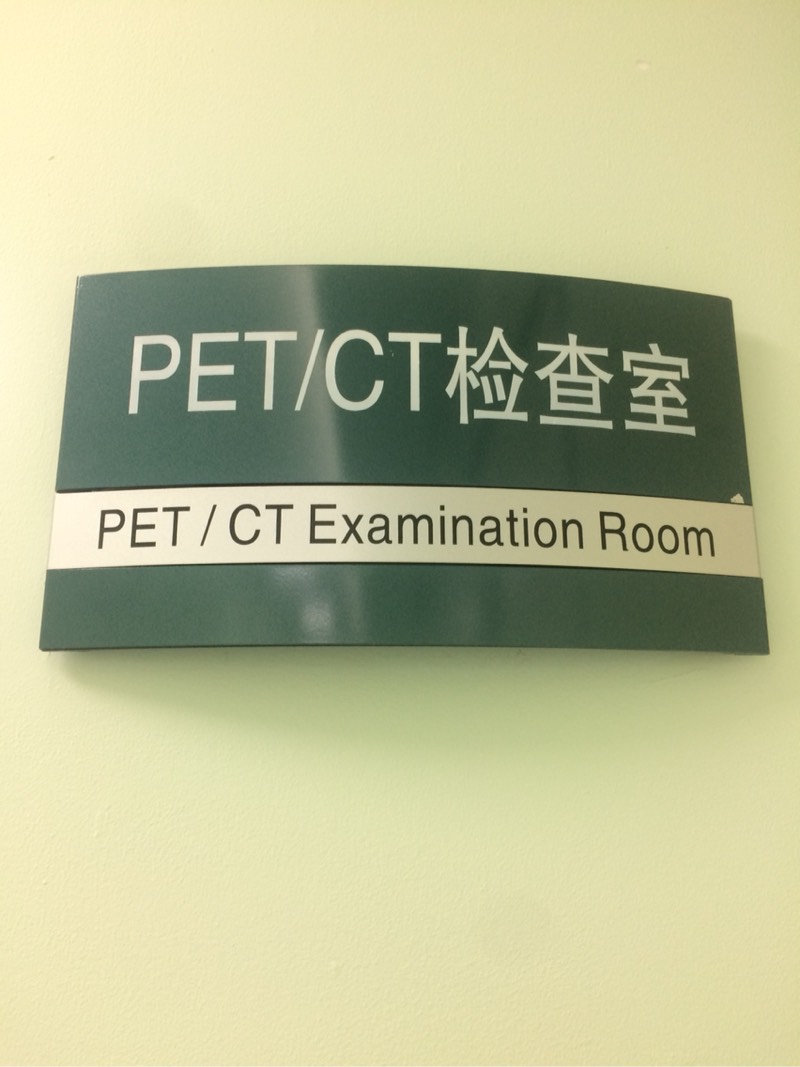 PET/CT检查室
PET / CT Examination Room